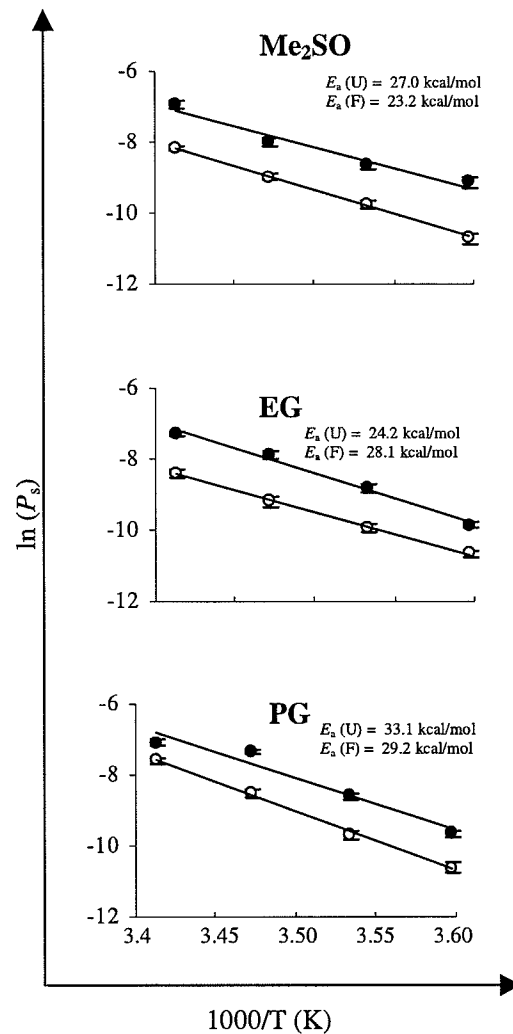 Me₂SO
Eₐ (U) = 27.0 kcal/mol
Eₐ (F) = 23.2 kcal/mol
-6
-8
-10
-12
EG
Eₐ (U) = 24.2 kcal/mol
Eₐ (F) = 28.1 kcal/mol
-6
-8
-10
-12
ln (Pₛ)
PG
Eₐ (U) = 33.1 kcal/mol
Eₐ (F) = 29.2 kcal/mol
-6
-8
-10
-12
3.4 3.45 3.50 3.55 3.60
1000/T (K)